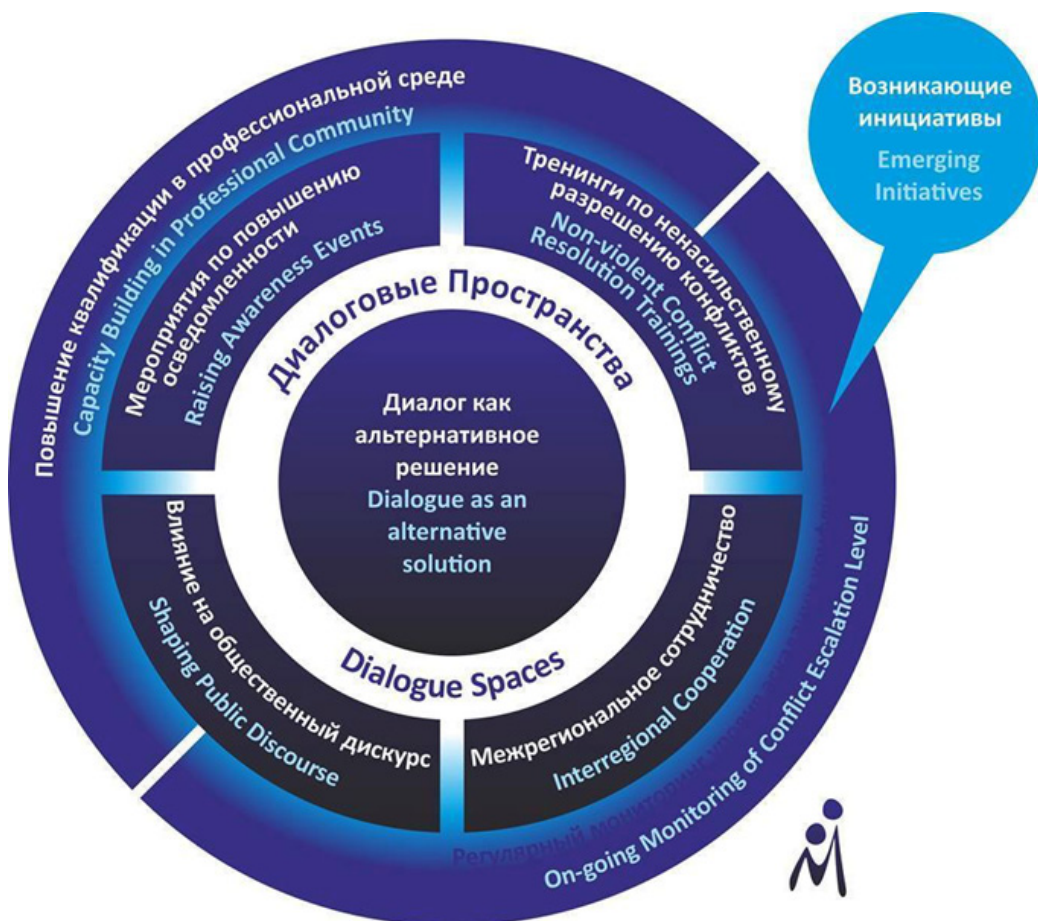 Повышение квалификации в профессиональной среде
Capacity Building in Professional Community
Возникающие
инициативы
Emerging
Initiatives
Мероприятия по повышению
осведомленности
Raising Awareness Events
Тренинги по ненасильственному
разрешению конфликтов
Non-violent Conflict
Resolution Trainings
Диалоговые Пространства
Диалог как
альтернативное
решение
Dialogue as an
alternative
solution
Dialogue Spaces
Влияние на общественный дискурс
Shaping Public Discourse
Межрегиональное сотрудничество
Interregional Cooperation
Регулярный мониторинг
On-going Monitoring of Conflict Escalation Level